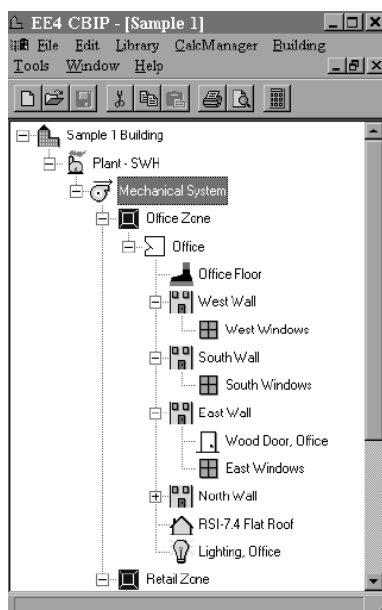 EE4 CBIP - [Sample 1]
File Edit Library CalcManager Building
Tools Window Help
Sample 1 Building
Plant - SWH
Mechanical System
Office Zone
Office
Office Floor
West Wall
West Windows
South Wall
South Windows
East Wall
Wood Door, Office
East Windows
North Wall
RSI-7.4 Flat Roof
Lighting, Office
Retail Zone